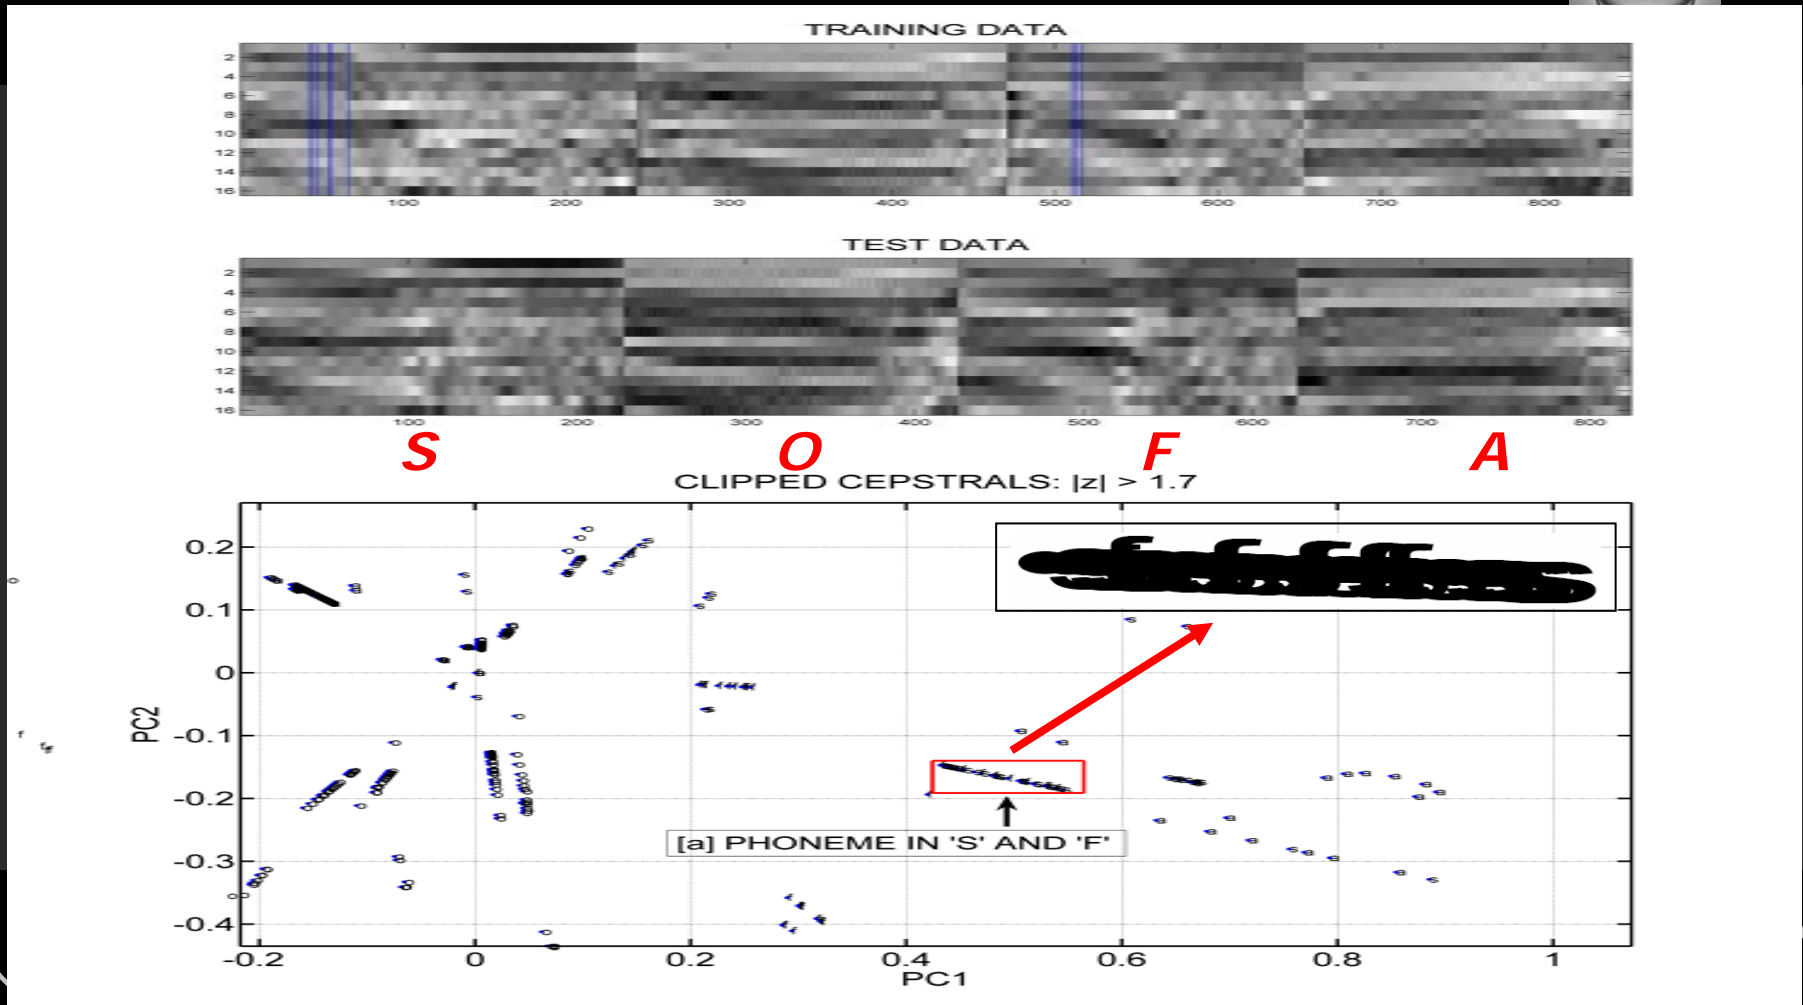 TRAINING DATA
2
4
6
8
10
12
14
16
100 200 300 400 500 600 700 800
TEST DATA
2
4
6
8
10
12
14
16
100 200 300 400 500 600 700 800
S O F A
CLIPPED CEPSTRALS: |z| > 1.7
0.2
0.1
0
-0.1
-0.2
-0.3
-0.4
PC2
[a] PHONEME IN 'S' AND 'F'
-0.2 0 0.2 0.4 0.6 0.8 1
PC1